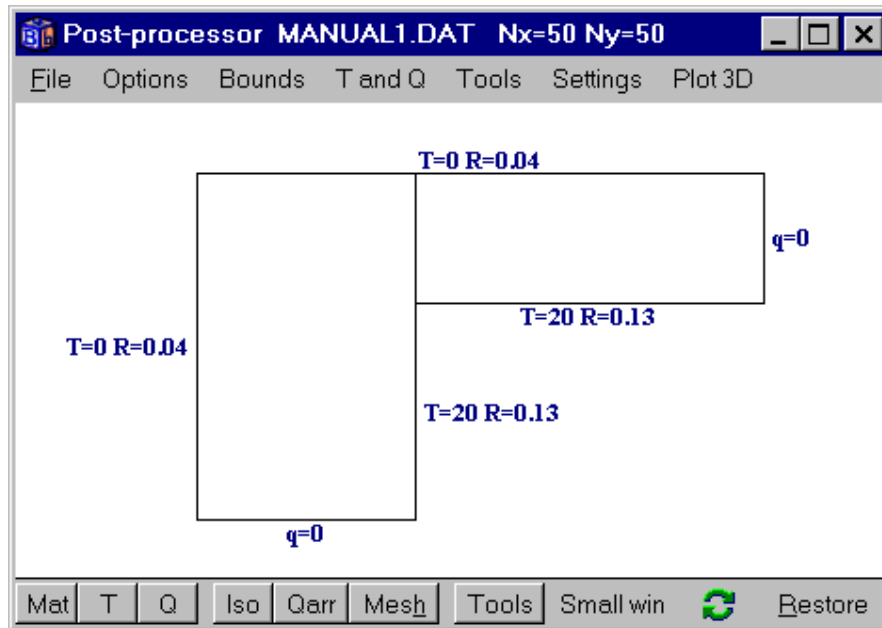 Post-processor MANUAL1.DAT Nx=50 Ny=50
File Options Bounds T and Q Tools Settings Plot 3D
T=0 R=0.04
q=0
T=20 R=0.13
T=0 R=0.04
T=20 R=0.13
q=0
Mat T Q Iso Qarr Mesh Tools Small win Restore